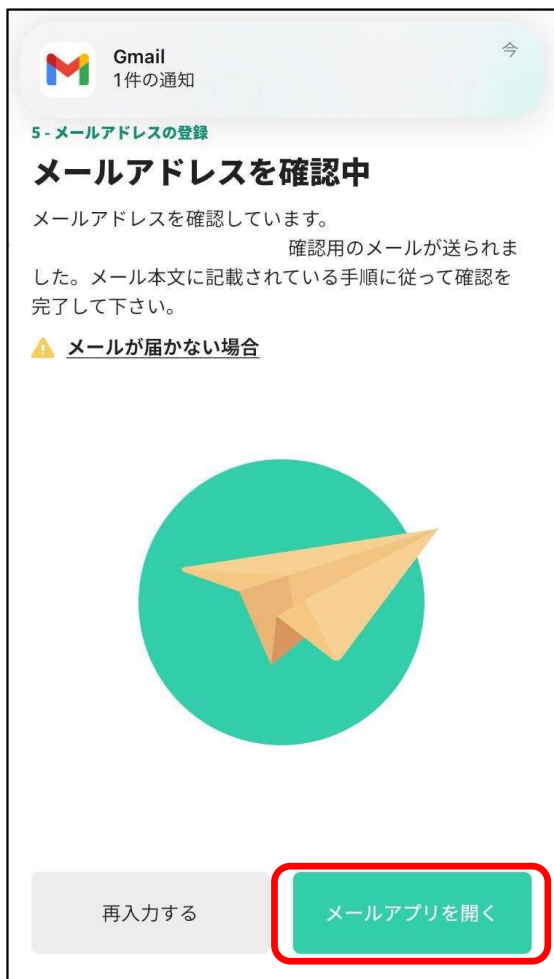 Gmail
今
1件の通知
5 - メールアドレスの登録
メールアドレスを確認中
メールアドレスを確認しています。
確認用のメールが送られま
した。メール本文に記載されている手順に従って確認を
完了して下さい。
メールが届かない場合
再入力する
メールアプリを開く